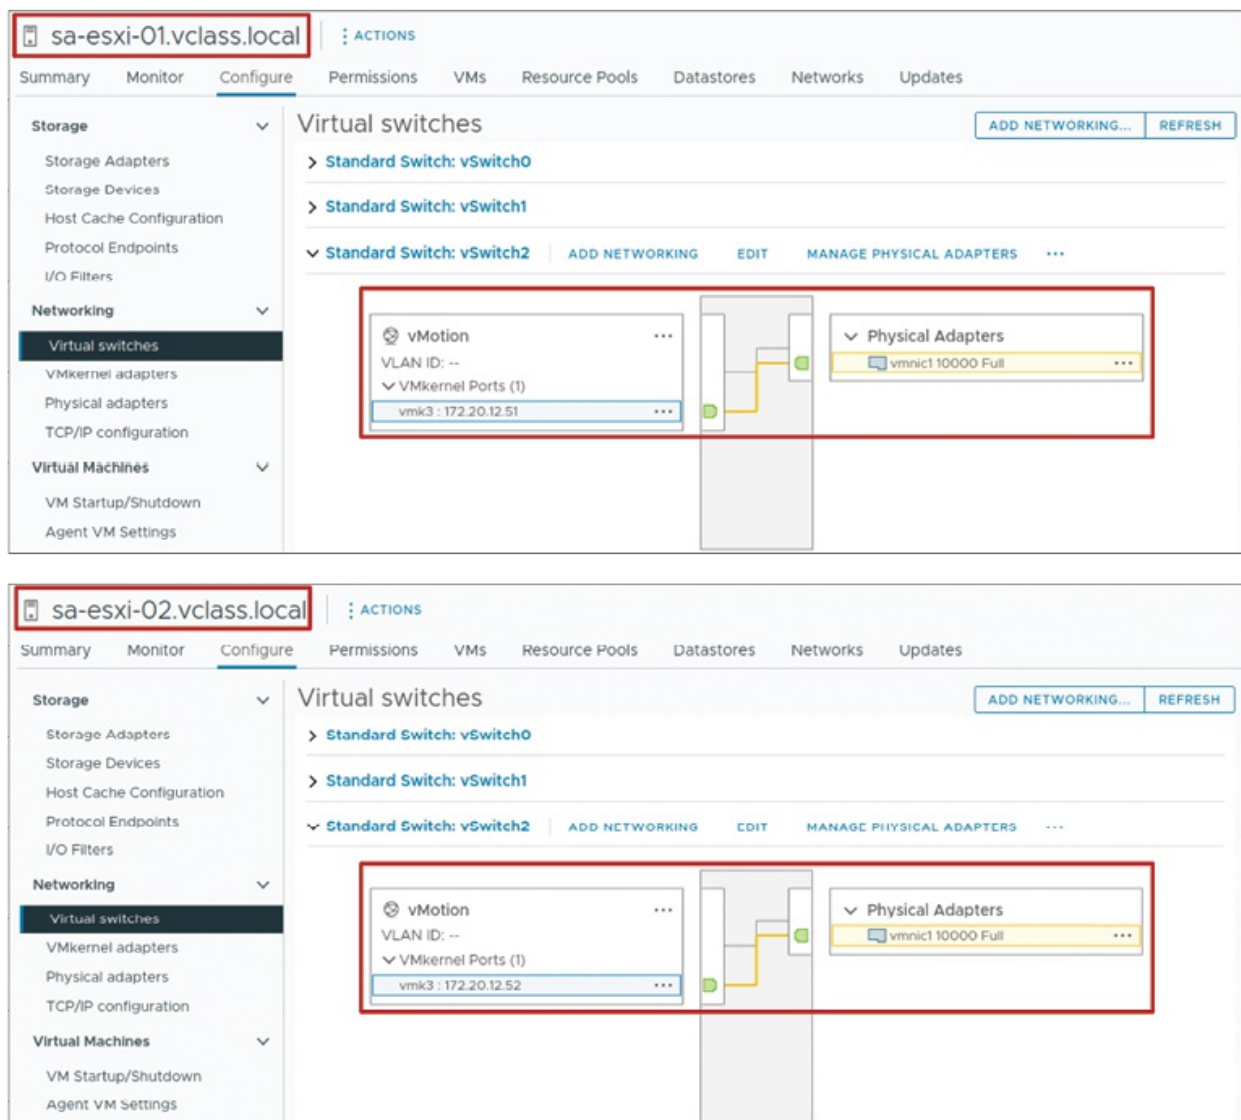 sa-esxi-01.vclass.local ACTIONS
Summary Monitor Configure Permissions VMs Resource Pools Datastores Networks Updates
Storage
Storage Adapters
Storage Devices
Host Cache Configuration
Protocol Endpoints
I/O Filters
Networking
Virtual switches
VMkernel adapters
Physical adapters
TCP/IP configuration
Virtual Machines
VM Startup/Shutdown
Agent VM Settings
Virtual switches
ADD NETWORKING... REFRESH
Standard Switch: vSwitch0
Standard Switch: vSwitch1
Standard Switch: vSwitch2 ADD NETWORKING EDIT MANAGE PHYSICAL ADAPTERS ...
vMotion ...
VLAN ID: --
VMkernel Ports (1)
vmk3 : 172.20.12.51 ...
Physical Adapters
vmnic1 10000 Full ...
sa-esxi-02.vclass.local ACTIONS
Summary Monitor Configure Permissions VMs Resource Pools Datastores Networks Updates
Storage
Storage Adapters
Storage Devices
Host Cache Configuration
Protocol Endpoints
I/O Filters
Networking
Virtual switches
VMkernel adapters
Physical adapters
TCP/IP configuration
Virtual Machines
VM Startup/Shutdown
Agent VM Settings
Virtual switches
ADD NETWORKING... REFRESH
Standard Switch: vSwitch0
Standard Switch: vSwitch1
Standard Switch: vSwitch2 ADD NETWORKING EDIT MANAGE PHYSICAL ADAPTERS ...
vMotion ...
VLAN ID: --
VMkernel Ports (1)
vmk3 : 172.20.12.52 ...
Physical Adapters
vmnic1 10000 Full ...